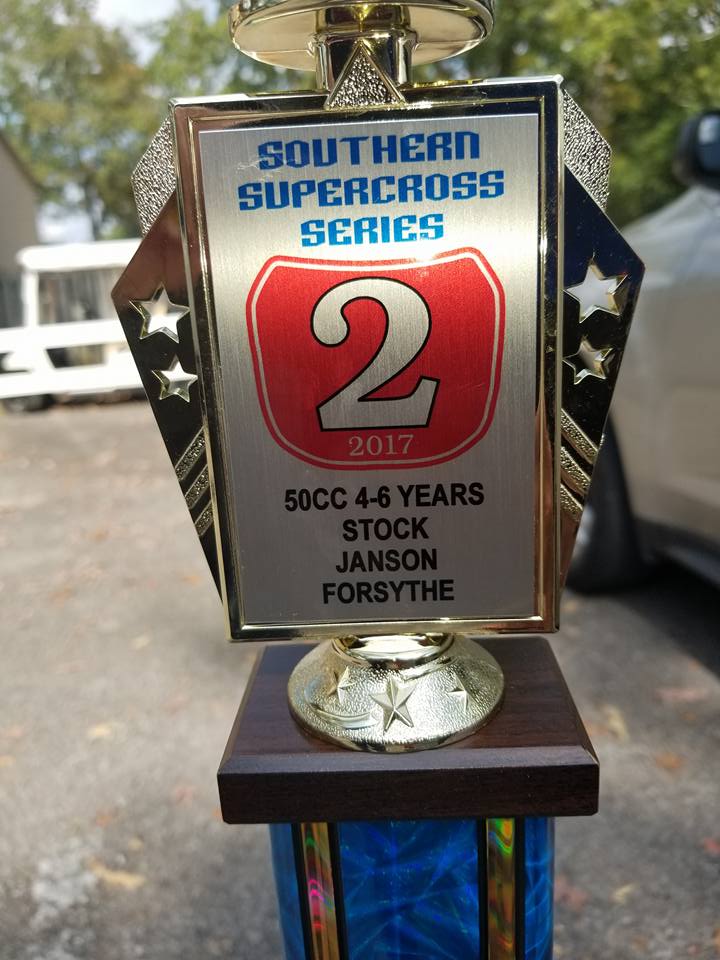 SOUTHERN
SUPERCROSS
SERIES
2
2017
50CC 4-6 YEARS
STOCK
JANSON
FORSYTHE